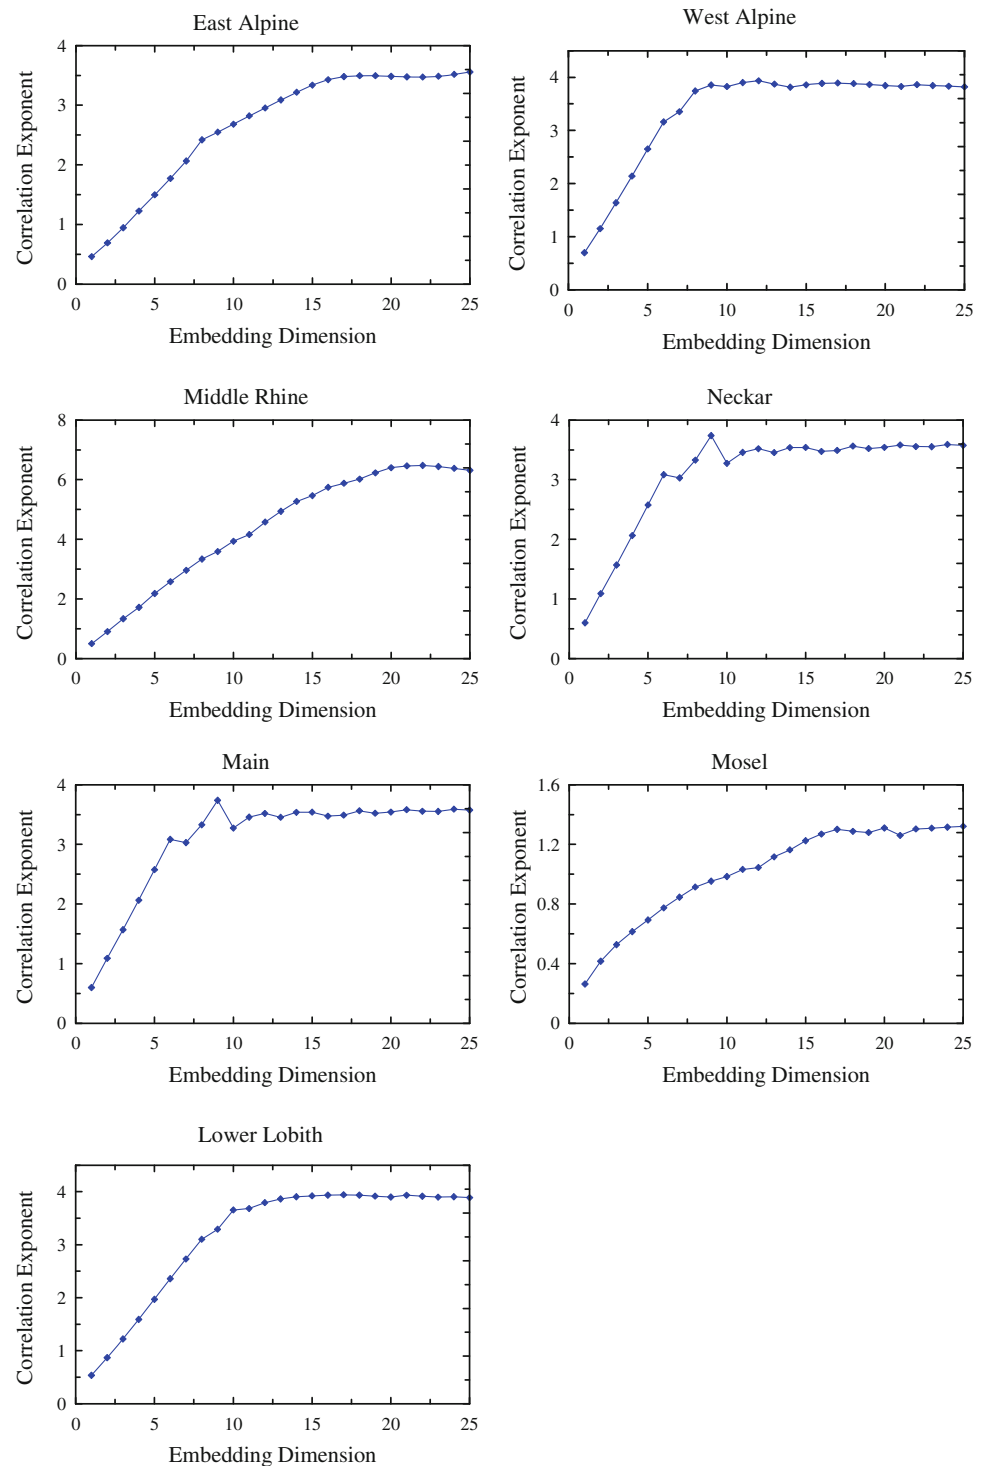 East Alpine
4
3
2
1
0
0 5 10 15 20 25
Correlation Exponent
Embedding Dimension
West Alpine
4
3
2
1
0
0 5 10 15 20 25
Correlation Exponent
Embedding Dimension
Middle Rhine
8
6
4
2
0
0 5 10 15 20 25
Correlation Exponent
Embedding Dimension
Neckar
4
3
2
1
0
0 5 10 15 20 25
Correlation Exponent
Embedding Dimension
Main
4
3
2
1
0
0 5 10 15 20 25
Correlation Exponent
Embedding Dimension
Mosel
1.6
1.2
0.8
0.4
0
0 5 10 15 20 25
Correlation Exponent
Embedding Dimension
Lower Lobith
4
3
2
1
0
0 5 10 15 20 25
Correlation Exponent
Embedding Dimension